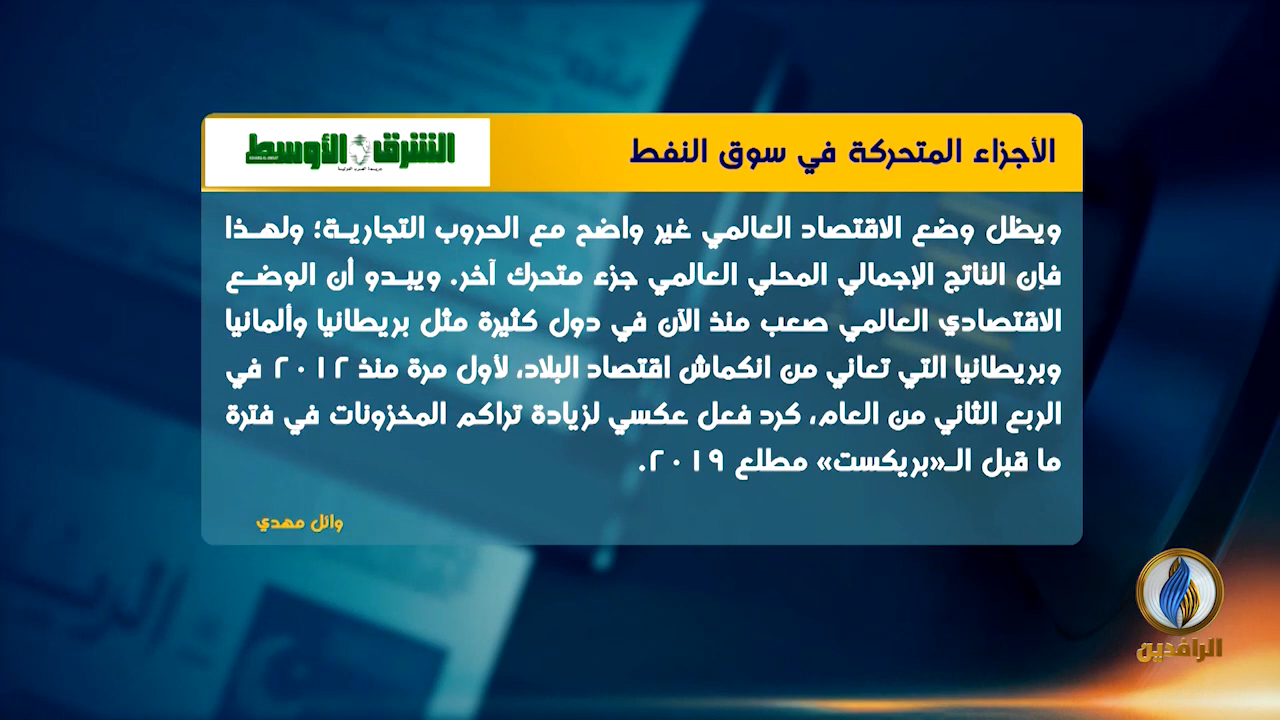 الأجزاء المتحركة في سوق النفط
الشرق الأوسط
ويظل وضع الاقتصاد العالمي غير واضح مع الحروب التجارية؛ ولهذا
فإن الناتج الإجمالي المحلي العالمي جزء متحرك آخر. ويبدو أن الوضع
الاقتصادي العالمي صعب منذ الآن في دول كثيرة مثل بريطانيا وألمانيا
وبريطانيا التي تعاني من انكماش اقتصاد البلاد، لأول مرة منذ ٢٠١٢ في
الربع الثاني من العام، كرد فعل عكسي لزيادة تراكم المخزونات في فترة
ما قبل الـ«بريكست» مطلع ٢٠١٩.
وائل مهدي
الرافدين